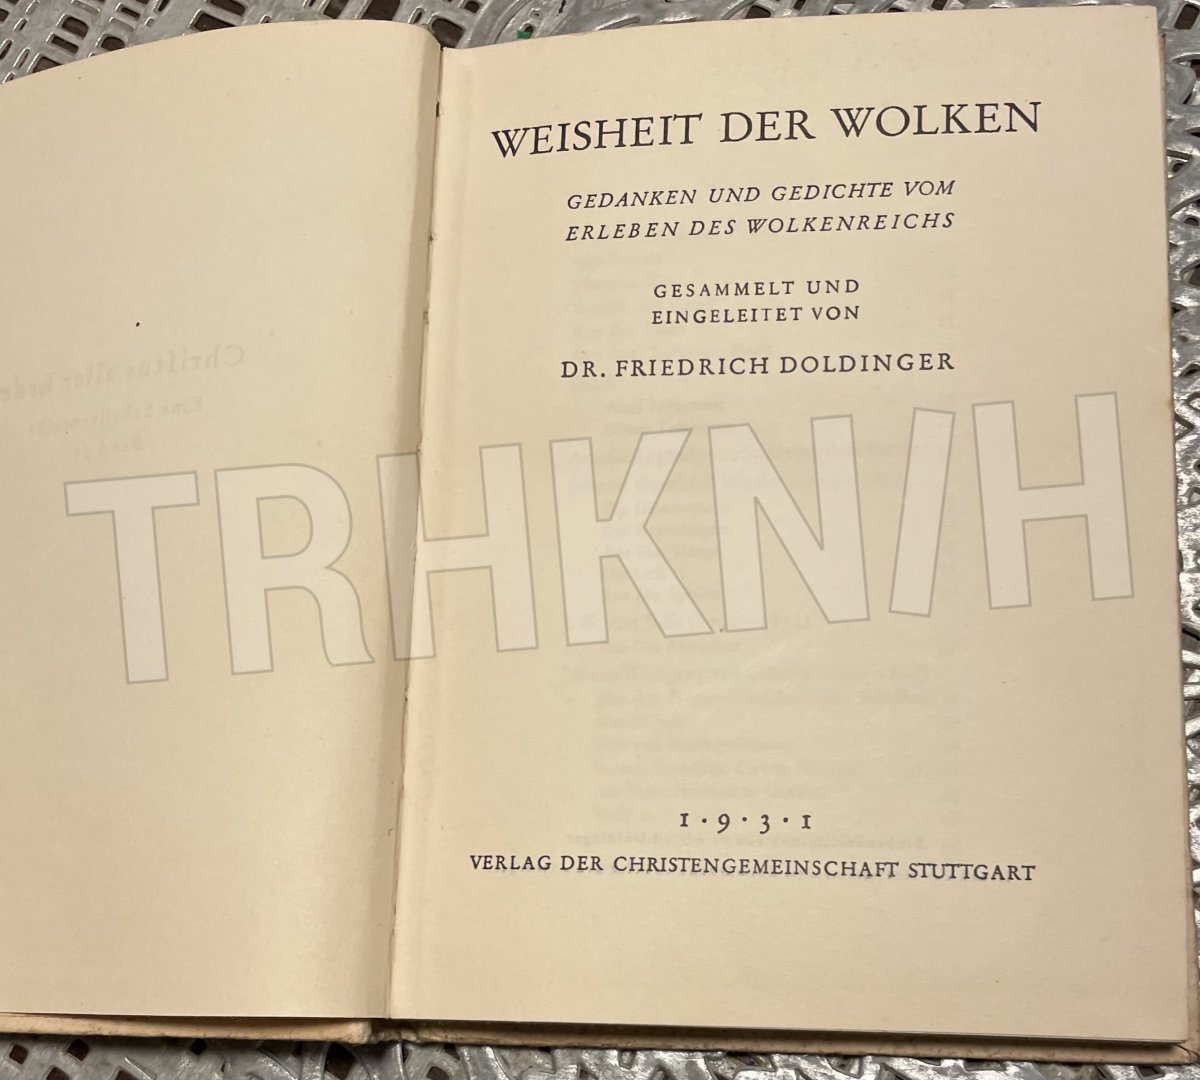 WEISHEIT DER WOLKEN
GEDANKEN UND GEDICHTE VOM
ERLEBEN DES WOLKENREICHS
GESAMMELT UND
EINGELEITET VON
DR. FRIEDRICH DOLDINGER
TRHKN/H
1·9·3·1
VERLAG DER CHRISTENGEMEINSCHAFT STUTTGART